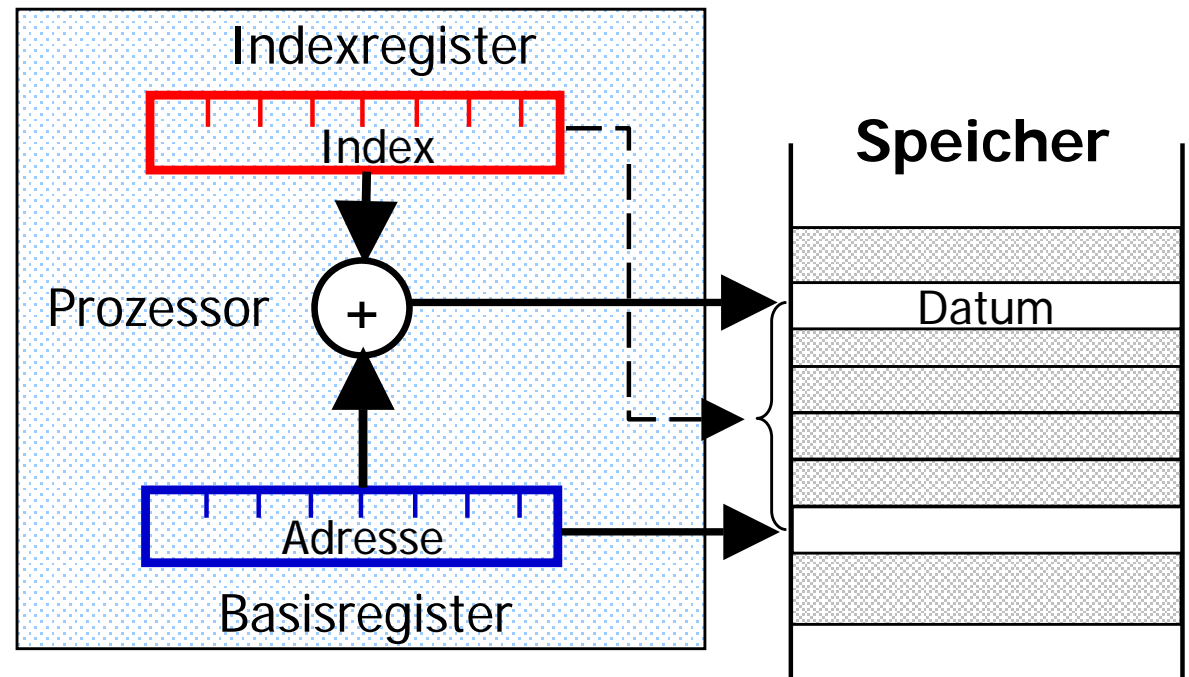 Indexregister
Index
Speicher
Prozessor
+
Datum
Adresse
Basisregister